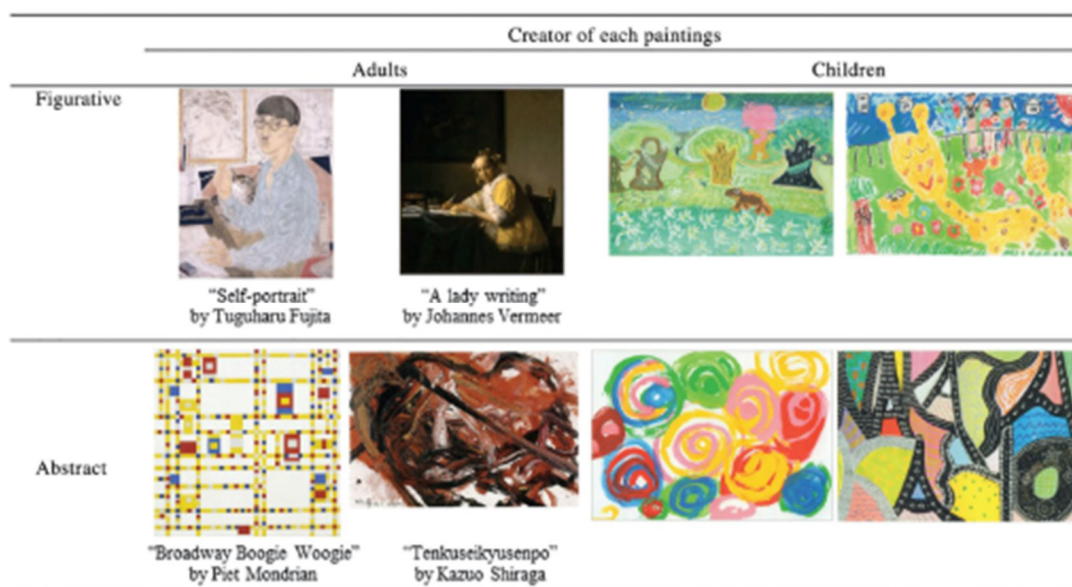 Creator of each paintings
Adults
Children
Figurative
"Self-portrait"
by Tuguharu Fujita
"A lady writing"
by Johannes Vermeer
Abstract
"Broadway Boogie Woogie"
by Piet Mondrian
"Tenkuseikyusenpo"
by Kazuo Shiraga